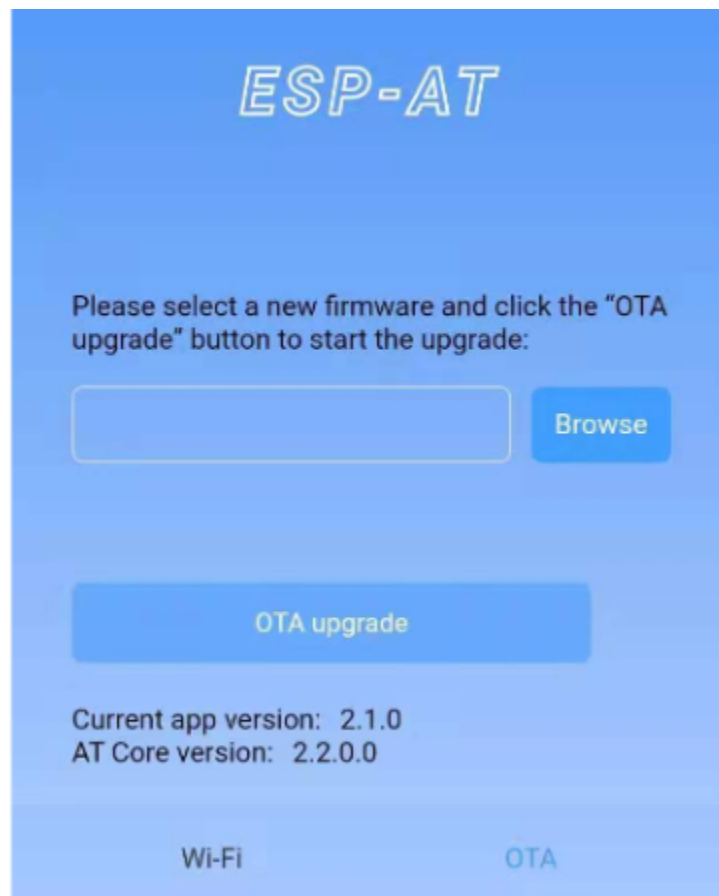 ESP-AT
Please select a new firmware and click the “OTA
upgrade” button to start the upgrade:
Browse
OTA upgrade
Current app version: 2.1.0
AT Core version: 2.2.0.0
Wi-Fi OTA